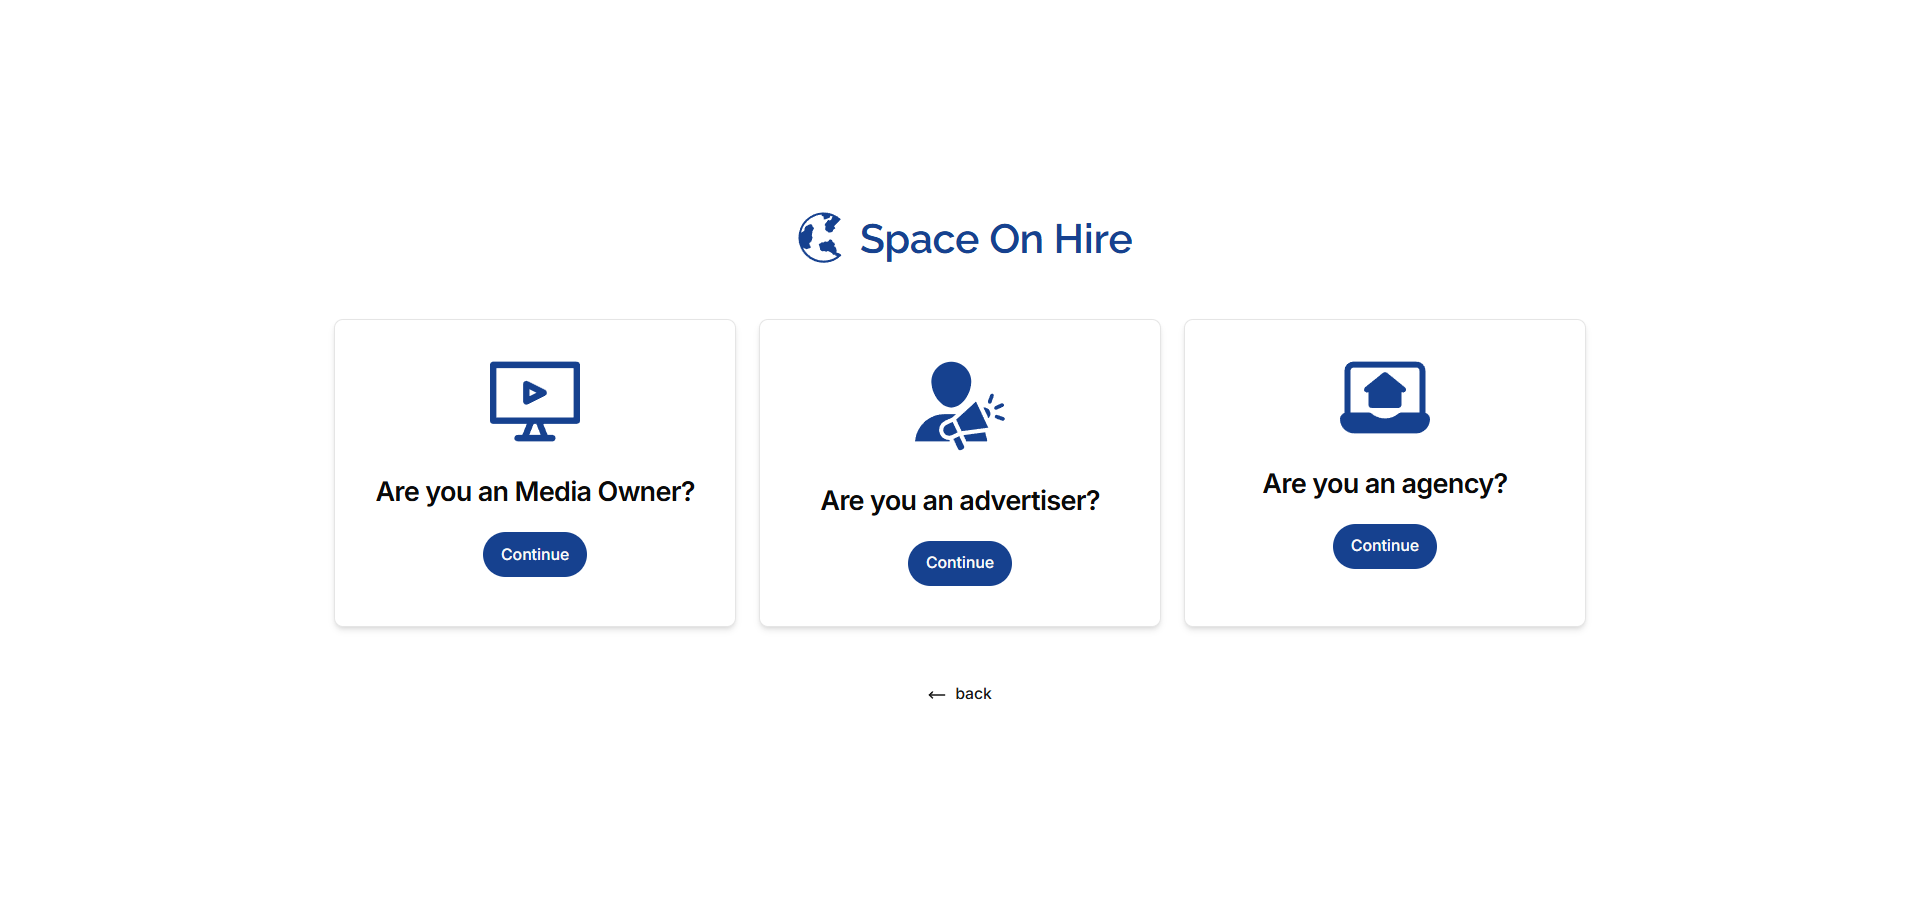 Space On Hire
Are you an Media Owner?
Continue
Are you an advertiser?
Continue
Are you an agency?
Continue
← back